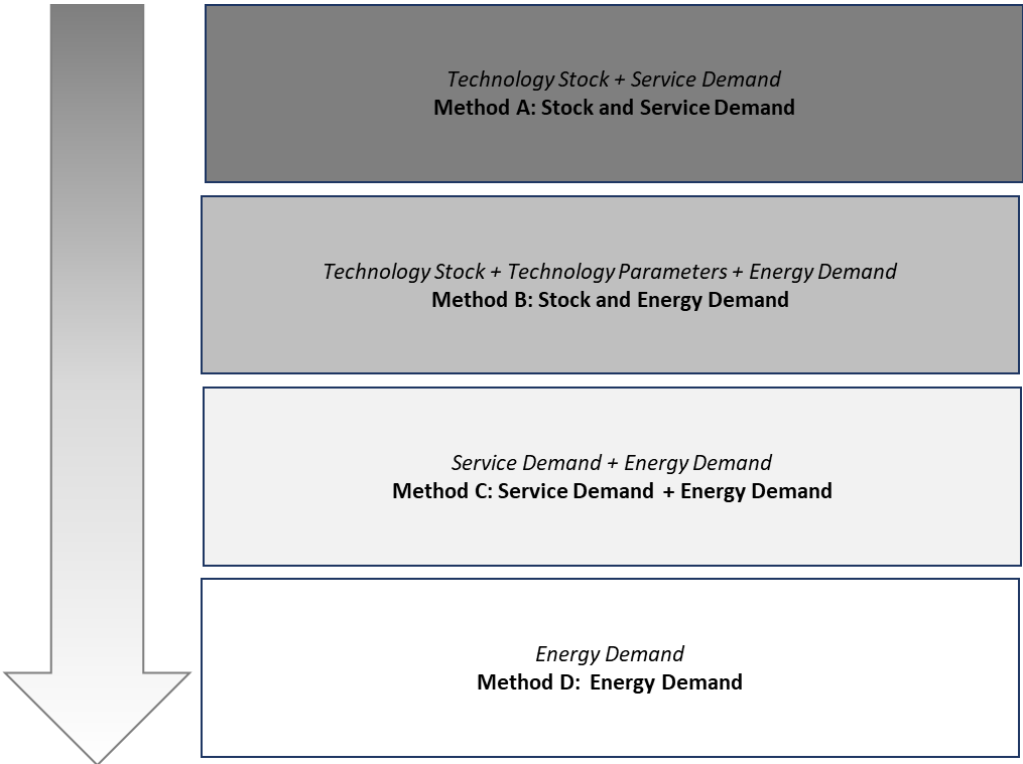 Technology Stock + Service Demand
Method A: Stock and Service Demand
Technology Stock + Technology Parameters + Energy Demand
Method B: Stock and Energy Demand
Service Demand + Energy Demand
Method C: Service Demand + Energy Demand
Energy Demand
Method D: Energy Demand